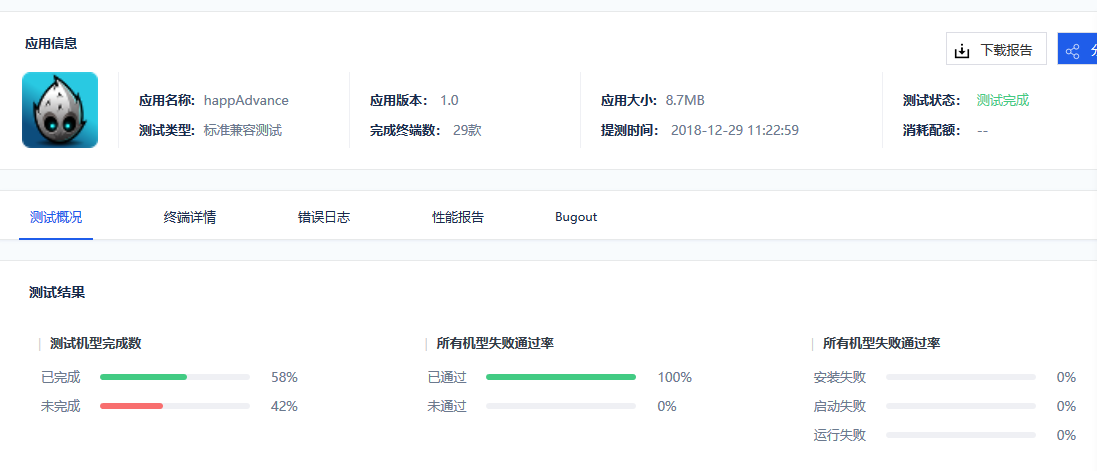 应用信息
下载报告
应用名称: happAdvance
应用版本: 1.0
应用大小: 8.7MB
测试状态: 测试完成
测试类型: 标准兼容测试
完成终端数: 29款
提测时间: 2018-12-29 11:22:59
消耗配额: --
测试概况 终端详情 错误日志 性能报告 Bugout
测试结果
测试机型完成数
已完成 58%
未完成 42%
所有机型失败通过率
已通过 100%
未通过 0%
所有机型失败通过率
安装失败 0%
启动失败 0%
运行失败 0%